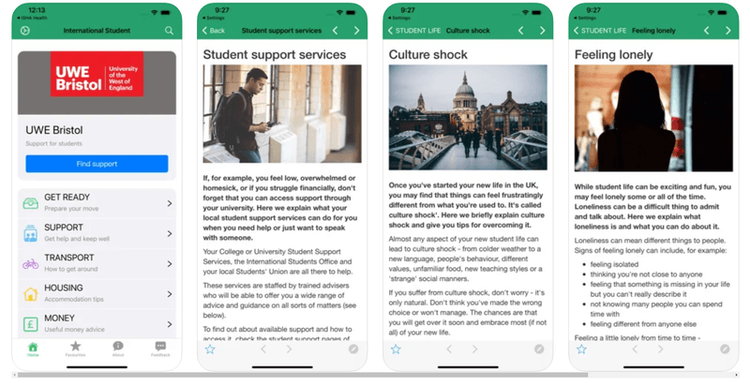 12:13
International Student
UWE
Bristol
University
of the
West of
England
UWE Bristol
Support for students
Find support
GET READY
Prepare your move
SUPPORT
Get help and keep well
TRANSPORT
How to get around
HOUSING
Accommodation tips
MONEY
Useful money advice
Home
Favourites
About
Feedback
9:27
Settings
Back
Student support services
Student support services
If, for example, you feel low, overwhelmed or
homesick, or if you struggle financially, don't
forget that you can access support through
your university. Here we explain what your
local student support services can do for you
when you need help or just want to speak
with someone.
Your College or University Student Support
Services, the International Students Office and
your local Students' Union are all there to help.
These services are staffed by trained advisers
who will be able to offer you a wide range of
advice and guidance on all sorts of matters (see
below).
To find out about available support and how to
access it, check the student support pages of
9:27
Settings
STUDENT LIFE
Culture shock
Culture shock
Once you've started your new life in the UK,
you may find that things can feel frustratingly
different from what you're used to. It's called
'culture shock'. Here we briefly explain culture
shock and give you tips for overcoming it.
Almost any aspect of your new student life can
lead to culture shock - from colder weather to a
new language, people's behaviour, different
values, unfamiliar food, new teaching styles or a
'strange' social manners.
If you suffer from culture shock, don't worry - it's
only natural. Don't think you've made the wrong
choice or won't manage. The chances are that
you will get over it soon and embrace most (if not
all) of your new life.
9:27
Settings
STUDENT LIFE
Feeling lonely
Feeling lonely
While student life can be exciting and fun, you
may feel lonely some or all of the time.
Loneliness can be a difficult thing to admit
and talk about. Here we explain what
loneliness is and what you can do about it.
Loneliness can mean different things to people.
Signs of feeling lonely can include, for example:
• feeling isolated
• thinking you're not close to anyone
• feeling that something is missing in your life
but you can't really describe it
• not knowing many people you can spend
time with
• feeling different from anyone else
Feeling a little lonely from time to time -